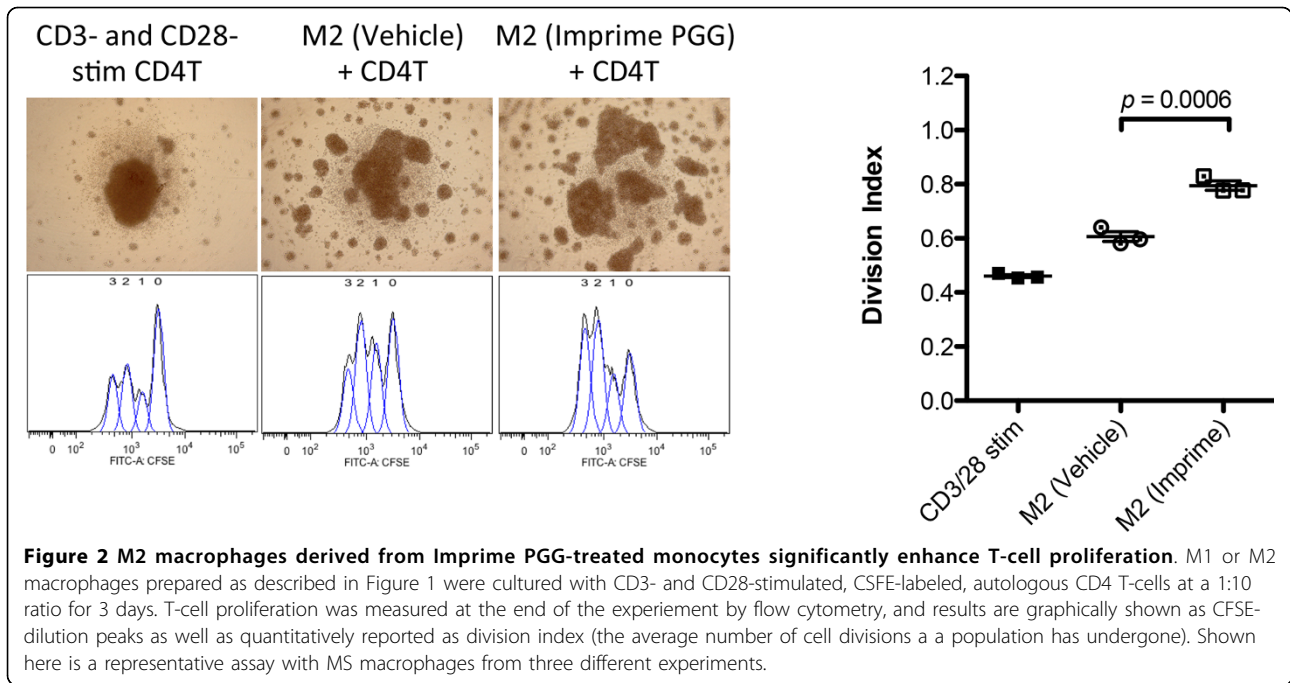 CD3- and CD28-
stim CD4T
M2 (Vehicle)
+ CD4T
M2 (Imprime PGG)
+ CD4T
3 2 1 0
3 2 1 0
3 2 1 0
0 10² 10³ 10⁴ 10⁵
FITC-A: CFSE
0 10² 10³ 10⁴ 10⁵
FITC-A: CFSE
0 10² 10³ 10⁴ 10⁵
FITC-A: CFSE
Division Index
1.2
1.0
0.8
0.6
0.4
0.2
0.0
p = 0.0006
CD3/28 stim
M2 (Vehicle)
M2 (Imprime)
Figure 2 M2 macrophages derived from Imprime PGG-treated monocytes significantly enhance T-cell proliferation. M1 or M2
macrophages prepared as described in Figure 1 were cultured with CD3- and CD28-stimulated, CSFE-labeled, autologous CD4 T-cells at a 1:10
ratio for 3 days. T-cell proliferation was measured at the end of the experiement by flow cytometry, and results are graphically shown as CFSE-
dilution peaks as well as quantitatively reported as division index (the average number of cell divisions a a population has undergone). Shown
here is a representative assay with MS macrophages from three different experiments.